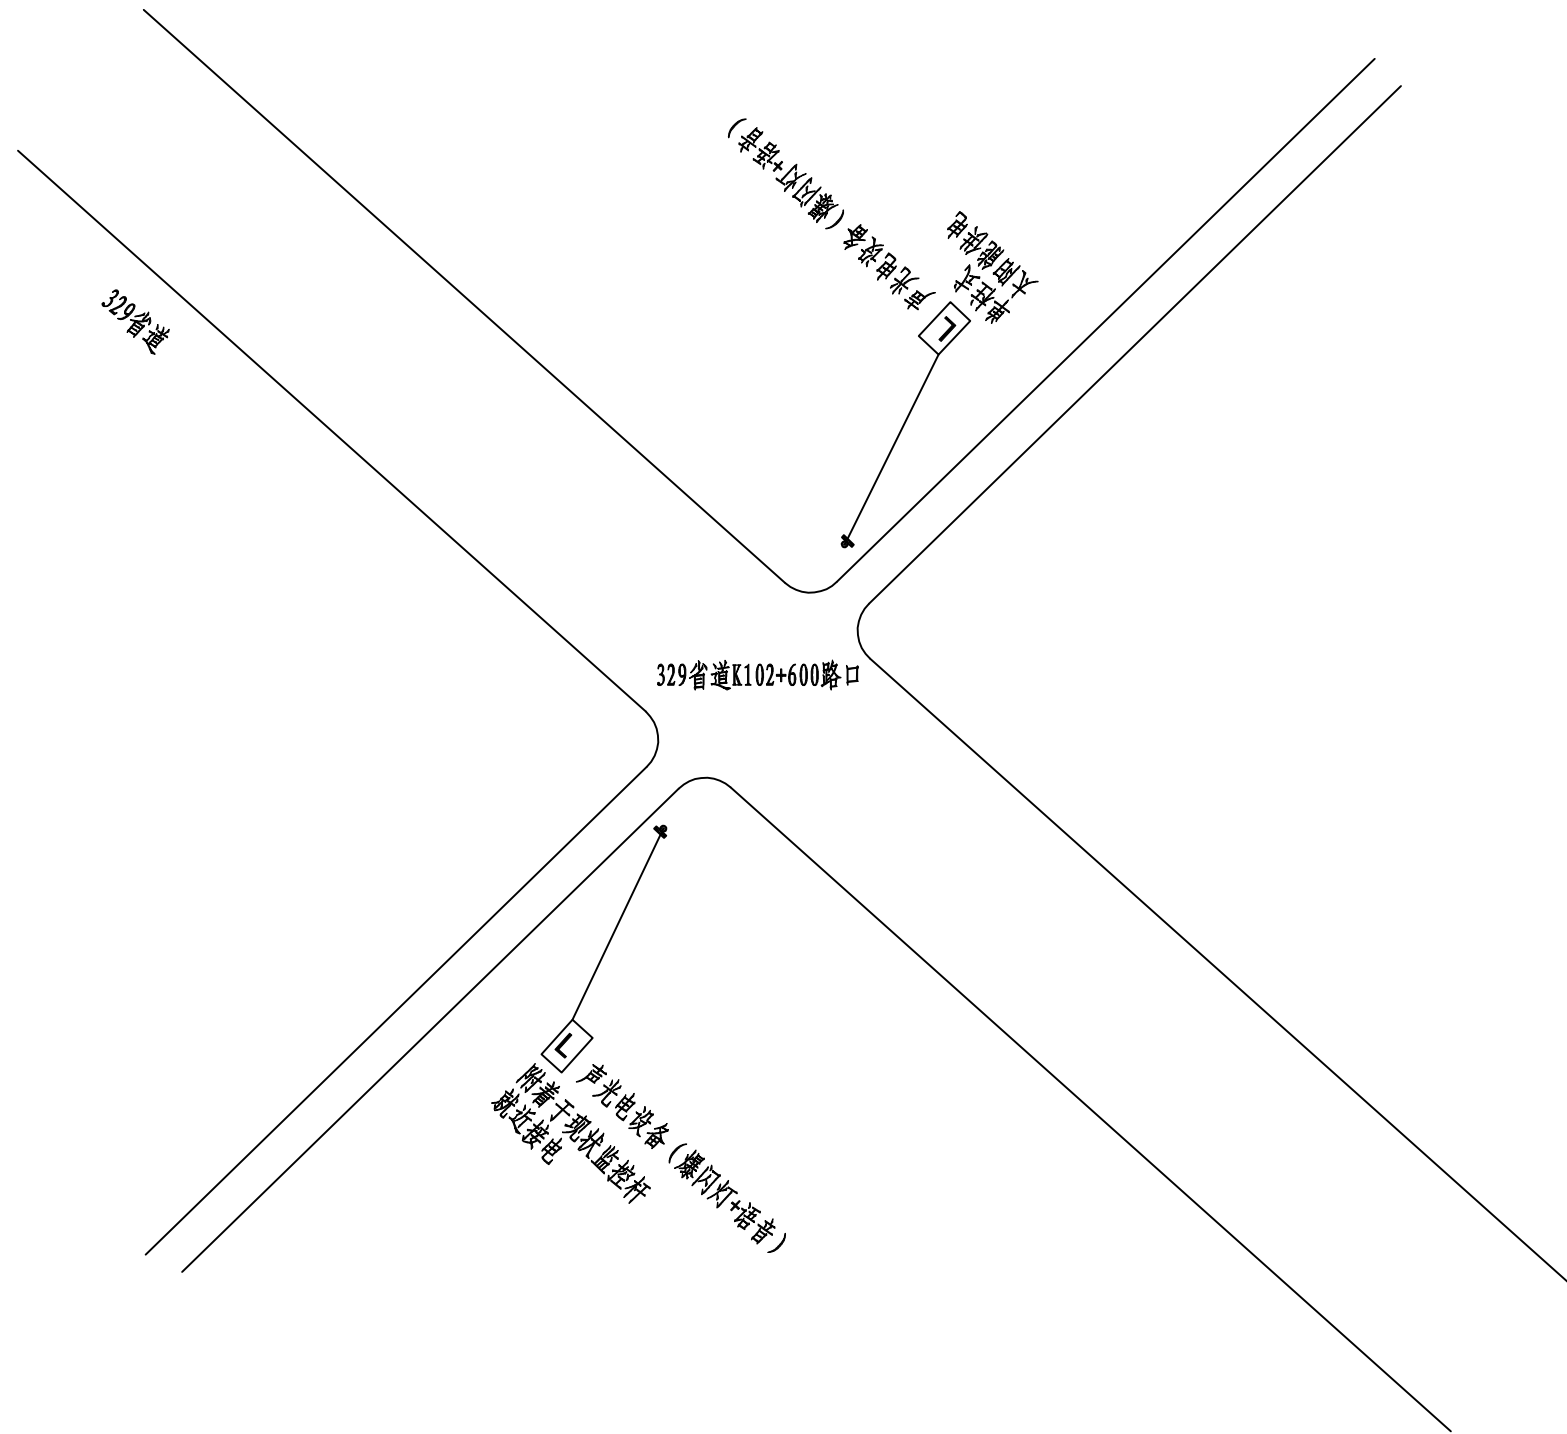 声光电设备（爆闪灯+语音）
单柱式
太阳能供电
329省道
329省道K102+600路口
声光电设备（爆闪灯+语音）
附着于现状监控杆
就近接电